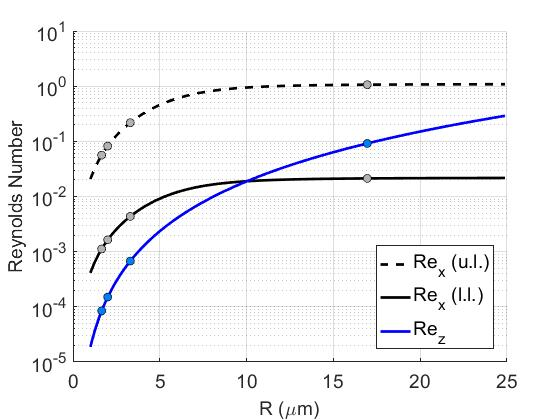 10^1
10^0
10^-1
10^-2
10^-3
10^-4
10^-5
Reynolds Number
Re_x (u.l.)
Re_x (l.l.)
Re_z
0 5 10 15 20 25
R (μm)